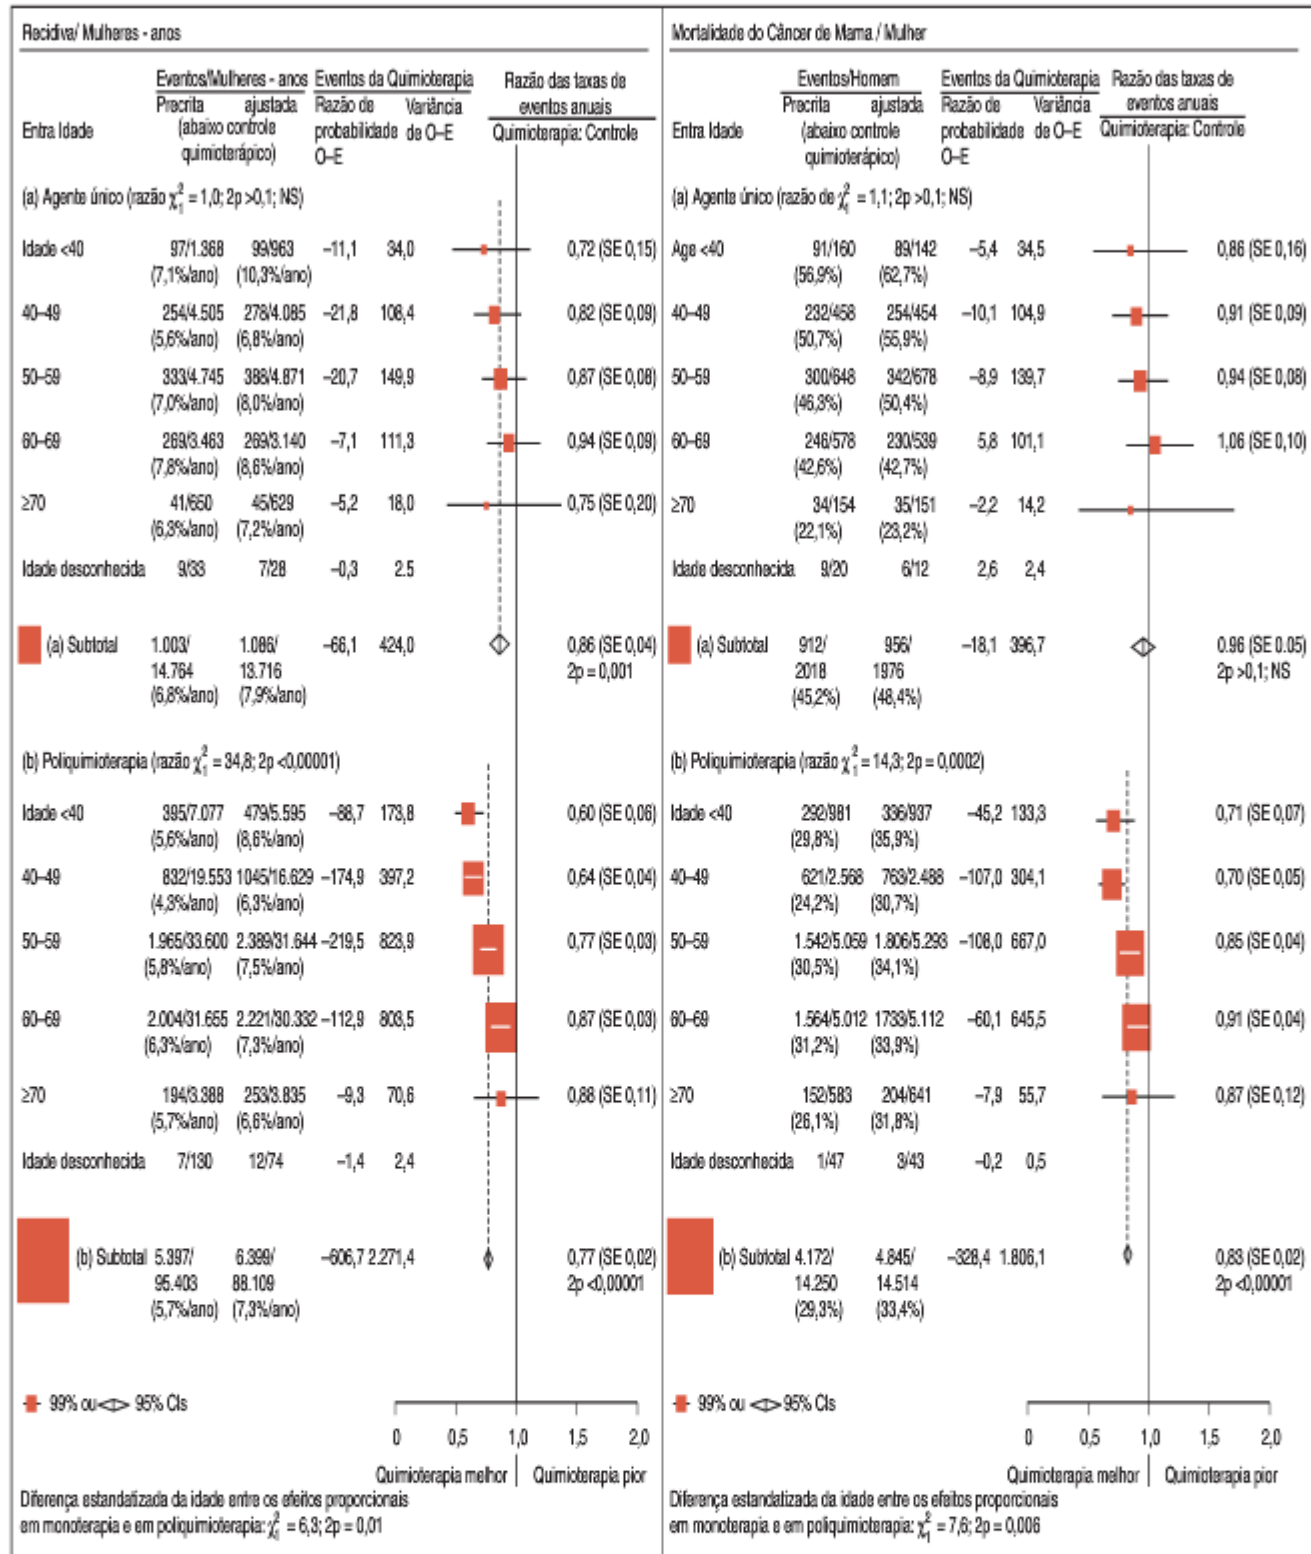 Recidiva/ Mulheres - anos
Eventos/Mulheres - anos Eventos da Quimioterapia Razão das taxas de
Precrita ajustada Razão de Variância eventos anuais
Entra Idade (abaixo controle probabilidade de O–E Quimioterapia: Controle
quimioterápico) O–E
(a) Agente único (razão χ²₁ = 1,0; 2p >0,1; NS)
Idade <40 97/1.368 99/963 –11,1 34,0 0,72 (SE 0,15)
(7,1%/ano) (10,3%/ano)
40–49 254/4.505 278/4.085 –21,8 108,4 0,82 (SE 0,09)
(5,6%/ano) (6,8%/ano)
50–59 333/4.745 388/4.871 –20,7 149,9 0,87 (SE 0,08)
(7,0%/ano) (8,0%/ano)
60–69 269/3.463 269/3.140 –7,1 111,3 0,94 (SE 0,09)
(7,8%/ano) (8,6%/ano)
≥70 41/650 45/629 –5,2 18,0 0,75 (SE 0,20)
(6,3%/ano) (7,2%/ano)
Idade desconhecida 9/33 7/28 –0,3 2.5
(a) Subtotal 1.003/ 1.086/ –66,1 424,0 0,86 (SE 0,04)
14.764 13.716 2p = 0,001
(6,8%/ano) (7,9%/ano)
(b) Poliquimioterapia (razão χ²₁ = 34,8; 2p <0,00001)
Idade <40 395/7.077 479/5.595 –88,7 173,8 0,60 (SE 0,06)
(5,6%/ano) (8,6%/ano)
40–49 832/19.553 1045/16.629 –174,9 397,2 0,64 (SE 0,04)
(4,3%/ano) (6,3%/ano)
50–59 1.965/33.600 2.389/31.644 –219,5 823,9 0,77 (SE 0,03)
(5,8%/ano) (7,5%/ano)
60–69 2.004/31.655 2.221/30.332 –112,9 803,5 0,87 (SE 0,03)
(6,3%/ano) (7,3%/ano)
≥70 194/3.388 253/3.835 –9,3 70,6 0,88 (SE 0,11)
(5,7%/ano) (6,6%/ano)
Idade desconhecida 7/130 12/74 –1,4 2,4
(b) Subtotal 5.397/ 6.399/ –606,7 2.271,4 0,77 (SE 0,02)
95.403 88.109 2p <0,00001
(5,7%/ano) (7,3%/ano)
99% ou 95% CIs
0 0,5 1,0 1,5 2,0
Quimioterapia melhor Quimioterapia pior
Diferença estandatizada da idade entre os efeitos proporcionais
em monoterapia e em poliquimioterapia: χ²₁ = 6,3; 2p = 0,01
Mortalidade do Câncer de Mama / Mulher
Eventos/Homem Eventos da Quimioterapia Razão das taxas de
Precrita ajustada Razão de Variância eventos anuais
Entra Idade (abaixo controle probabilidade de O–E Quimioterapia: Controle
quimioterápico) O–E
(a) Agente único (razão de χ²₁ = 1,1; 2p >0,1; NS)
Age <40 91/160 89/142 –5,4 34,5 0,86 (SE 0,16)
(56,9%) (62,7%)
40–49 232/458 254/454 –10,1 104,9 0,91 (SE 0,09)
(50,7%) (55,9%)
50–59 300/648 342/678 –8,9 139,7 0,94 (SE 0,08)
(46,3%) (50,4%)
60–69 246/578 230/539 5,8 101,1 1,06 (SE 0,10)
(42,6%) (42,7%)
≥70 34/154 35/151 –2,2 14,2
(22,1%) (23,2%)
Idade desconhecida 9/20 6/12 2,6 2,4
(a) Subtotal 912/ 956/ –18,1 396,7 0.96 (SE 0.05)
2018 1976 2p >0,1; NS
(45,2%) (48,4%)
(b) Poliquimioterapia (razão χ²₁ = 14,3; 2p = 0,0002)
Idade <40 292/981 336/937 –45,2 133,3 0,71 (SE 0,07)
(29,8%) (35,9%)
40–49 621/2.568 763/2.488 –107,0 304,1 0,70 (SE 0,05)
(24,2%) (30,7%)
50–59 1.542/5.059 1.806/5.293 –108,0 667,0 0,85 (SE 0,04)
(30,5%) (34,1%)
60–69 1.564/5.012 1733/5.112 –60,1 645,5 0,91 (SE 0,04)
(31,2%) (33,9%)
≥70 152/583 204/641 –7,9 55,7 0,87 (SE 0,12)
(26,1%) (31,8%)
Idade desconhecida 1/47 3/43 –0,2 0,5
(b) Subtotal 4.172/ 4.845/ –328,4 1.806,1 0,83 (SE 0,02)
14.250 14.514 2p <0,00001
(29,3%) (33,4%)
99% ou 95% CIs
0 0,5 1.0 1,5 2,0
Quimioterapia melhor Quimioterapia pior
Diferença estandatizada da idade entre os efeitos proporcionais
em monoterapia e em poliquimioterapia: χ²₁ = 7,6; 2p = 0,006